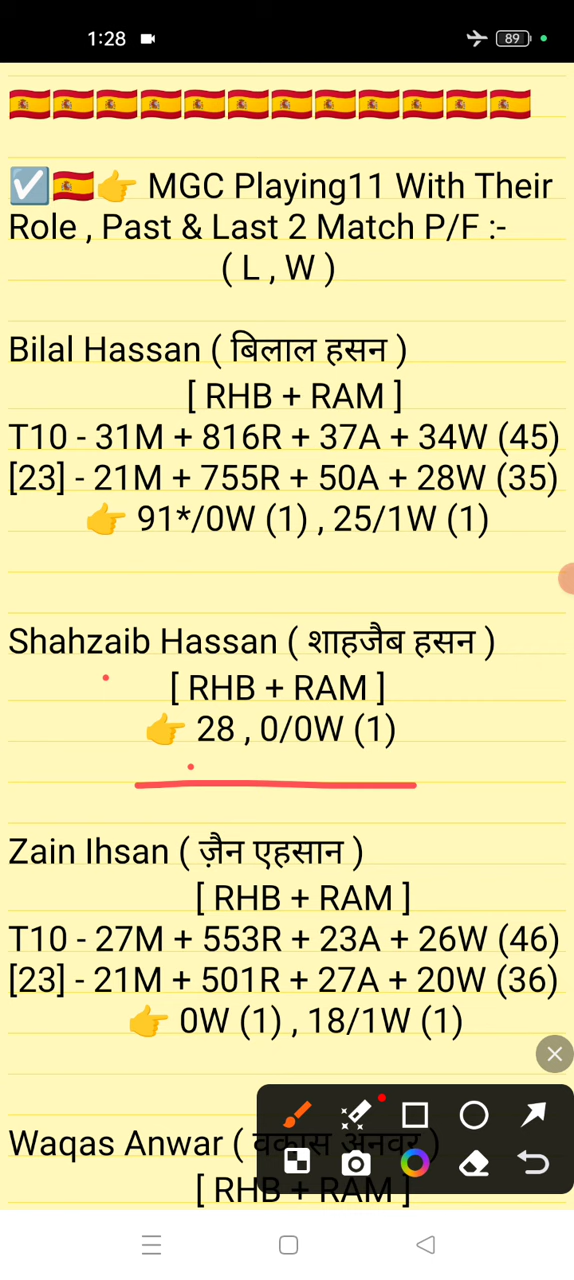 1:28
89
MGC Playing11 With Their
Role , Past & Last 2 Match P/F :-
( L , W )
Bilal Hassan ( बिलाल हसन )
[ RHB + RAM ]
T10 - 31M + 816R + 37A + 34W (45)
[23] - 21M + 755R + 50A + 28W (35)
👉 91*/0W (1) , 25/1W (1)
Shahzaib Hassan ( शाहजैब हसन )
[ RHB + RAM ]
👉 28 , 0/0W (1)
Zain Ihsan ( ज़ैन एहसान )
[ RHB + RAM ]
T10 - 27M + 553R + 23A + 26W (46)
[23] - 21M + 501R + 27A + 20W (36)
👉 0W (1) , 18/1W (1)
Waqas Anwar ( वकास अनवर )
[ RHB + RAM ]